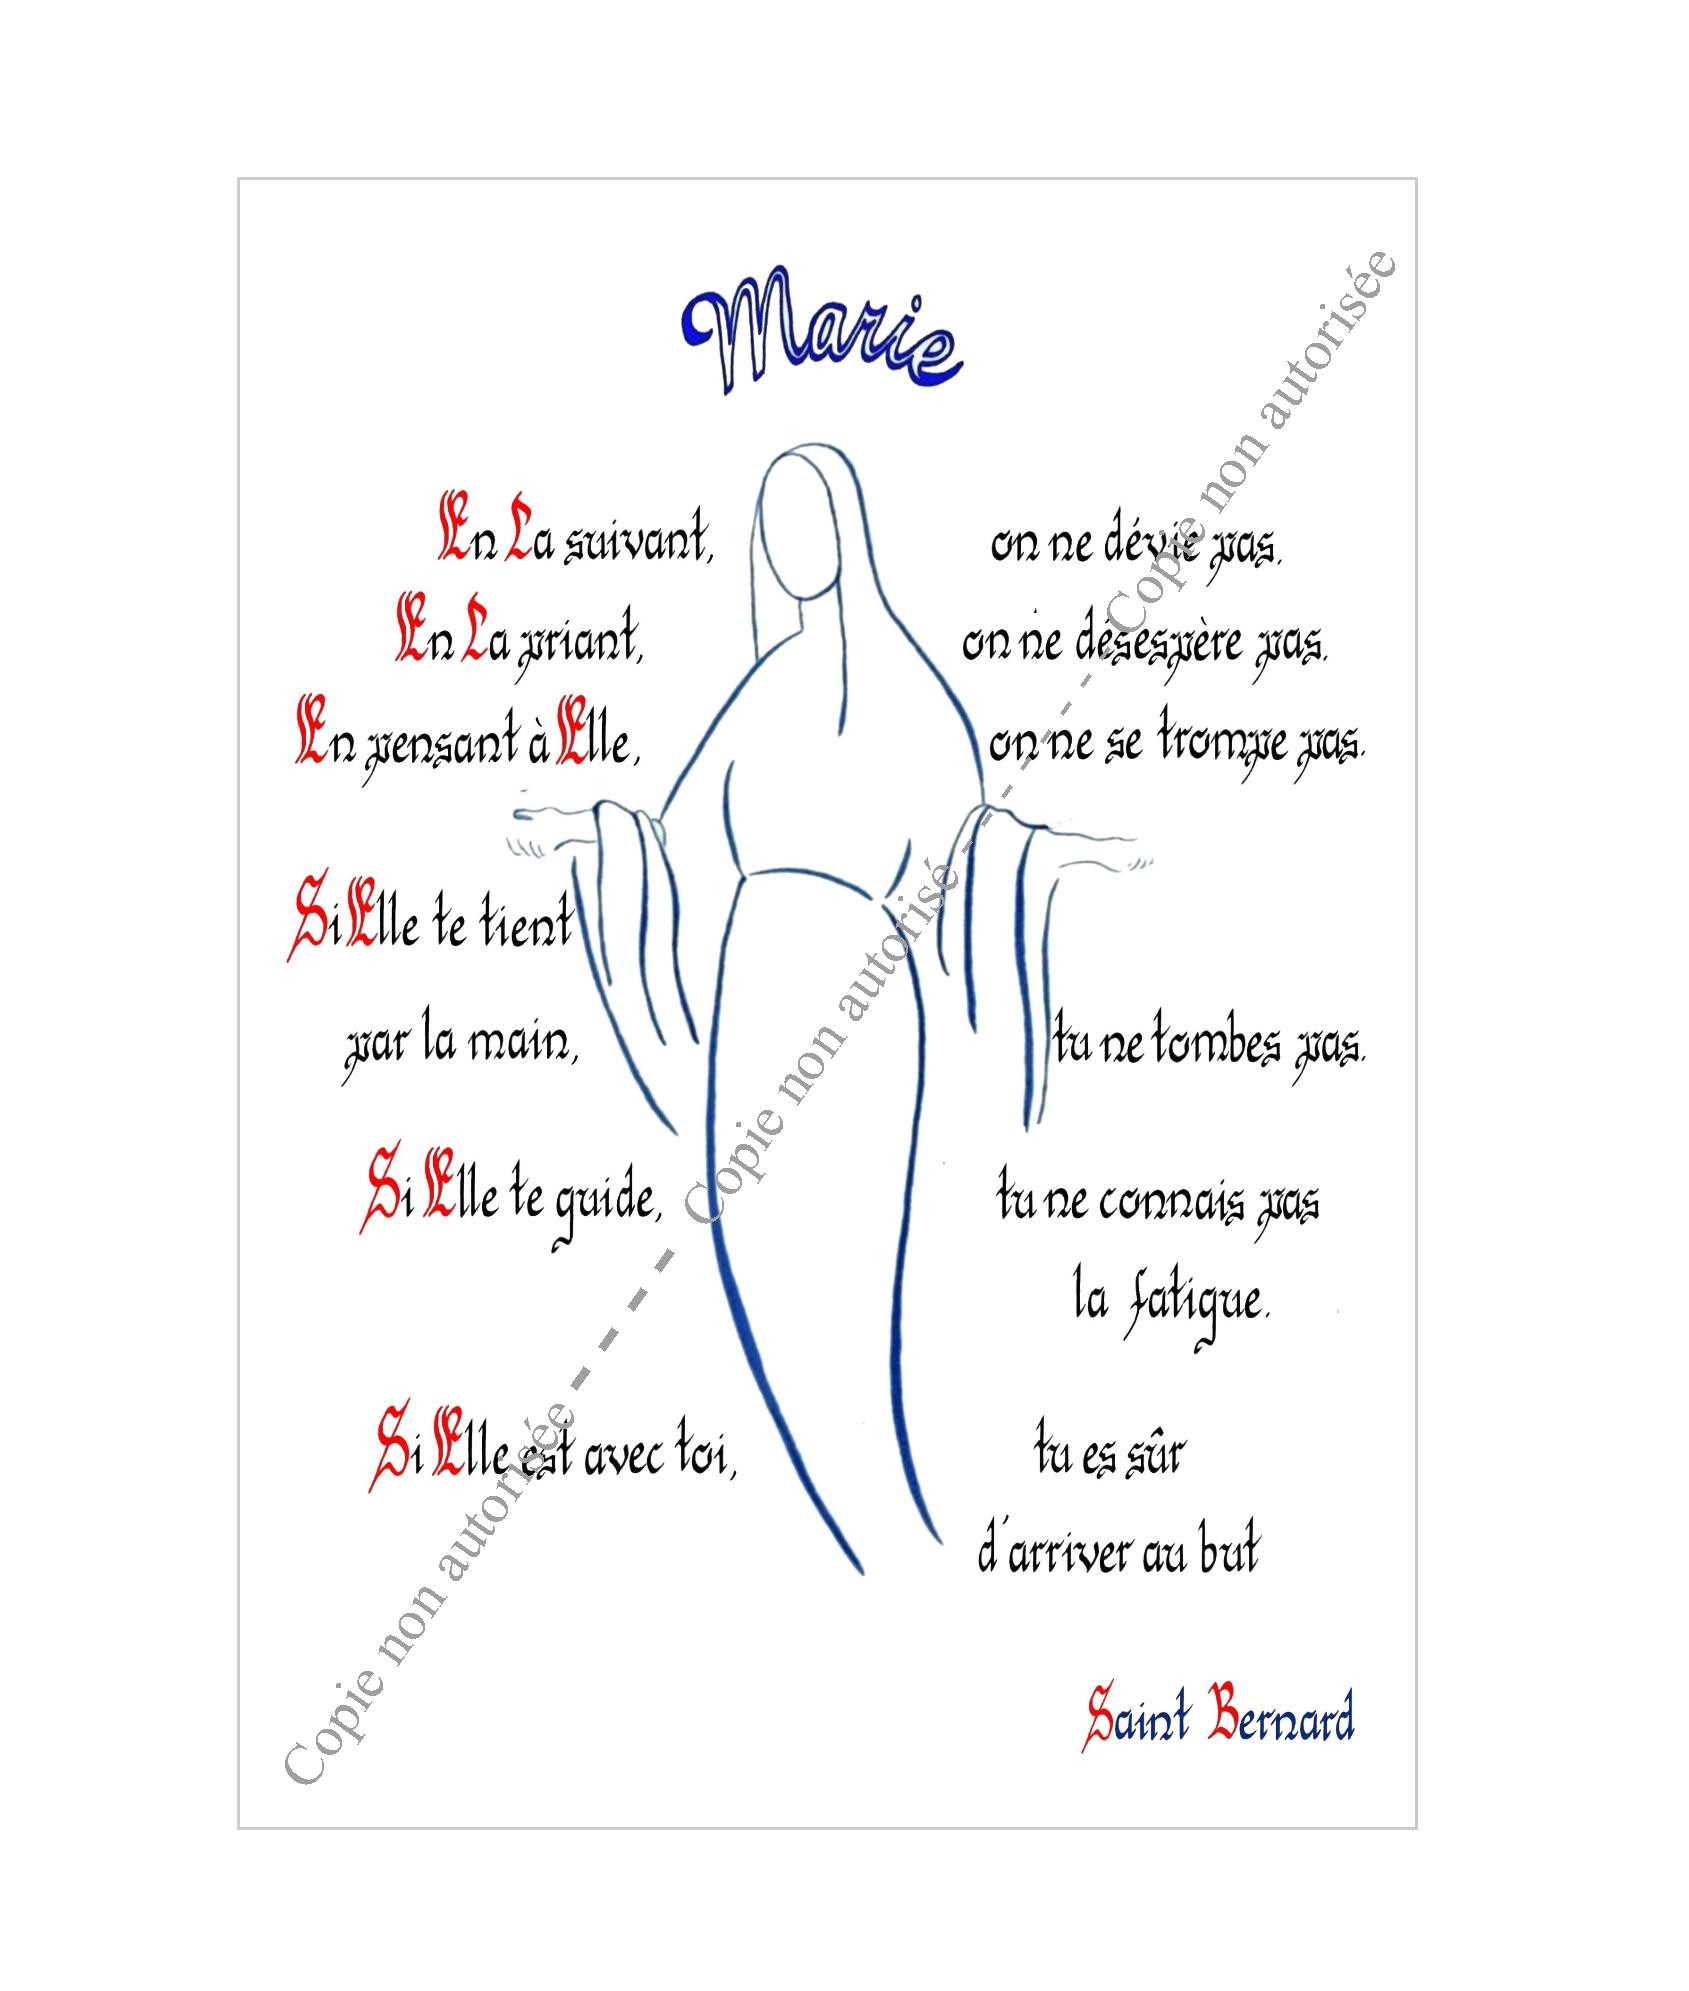 Marie
En La suivant, on ne dévie pas.
En La priant, on ne désespère pas.
En pensant à Elle, on ne se trompe pas.
Si Elle te tient
par la main, tu ne tombes pas.
Si Elle te guide, tu ne connais pas
la fatigue.
Si Elle est avec toi, tu es sûr
d'arriver au but
Saint Bernard
Copie non autorisée - - - - - Copie non autorisé - - - - - Copie non autorisée